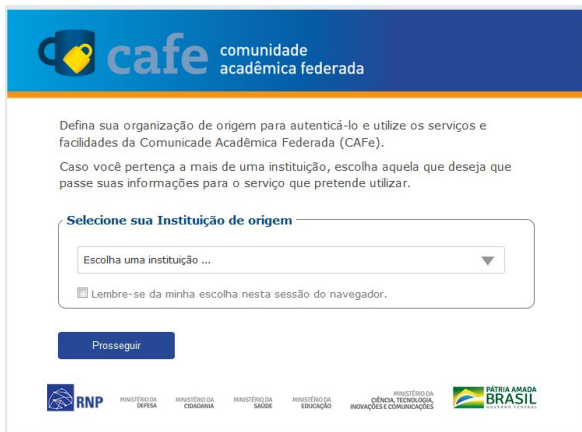 cafe comunidade
acadêmica federada
Defina sua organização de origem para autenticá-lo e utilize os serviços e
facilidades da Comunicade Acadêmica Federada (CAFe).
Caso você pertença a mais de uma instituição, escolha aquela que deseja que
passe suas informações para o serviço que pretende utilizar.
Selecione sua Instituição de origem
Escolha uma instituição ...
Lembre-se da minha escolha nesta sessão do navegador.
Prosseguir
RNP
MINISTÉRIO DA
DEFESA
MINISTÉRIO DA
CIDADANIA
MINISTÉRIO DA
SAÚDE
MINISTÉRIO DA
EDUCAÇÃO
MINISTÉRIO DA
CIÊNCIA, TECNOLOGIA,
INOVAÇÕES E COMUNICAÇÕES
PÁTRIA AMADA
BRASIL
GOVERNO FEDERAL